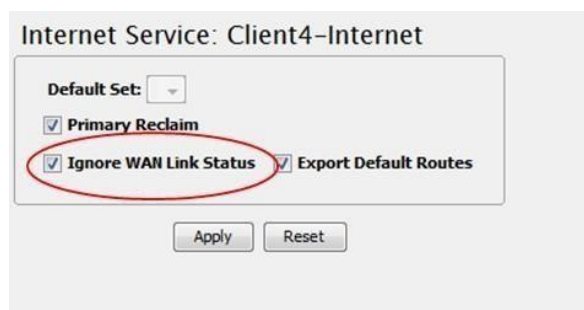 Internet Service: Client4-Internet
Default Set:
Primary Reclaim
Ignore WAN Link Status Export Default Routes
Apply Reset